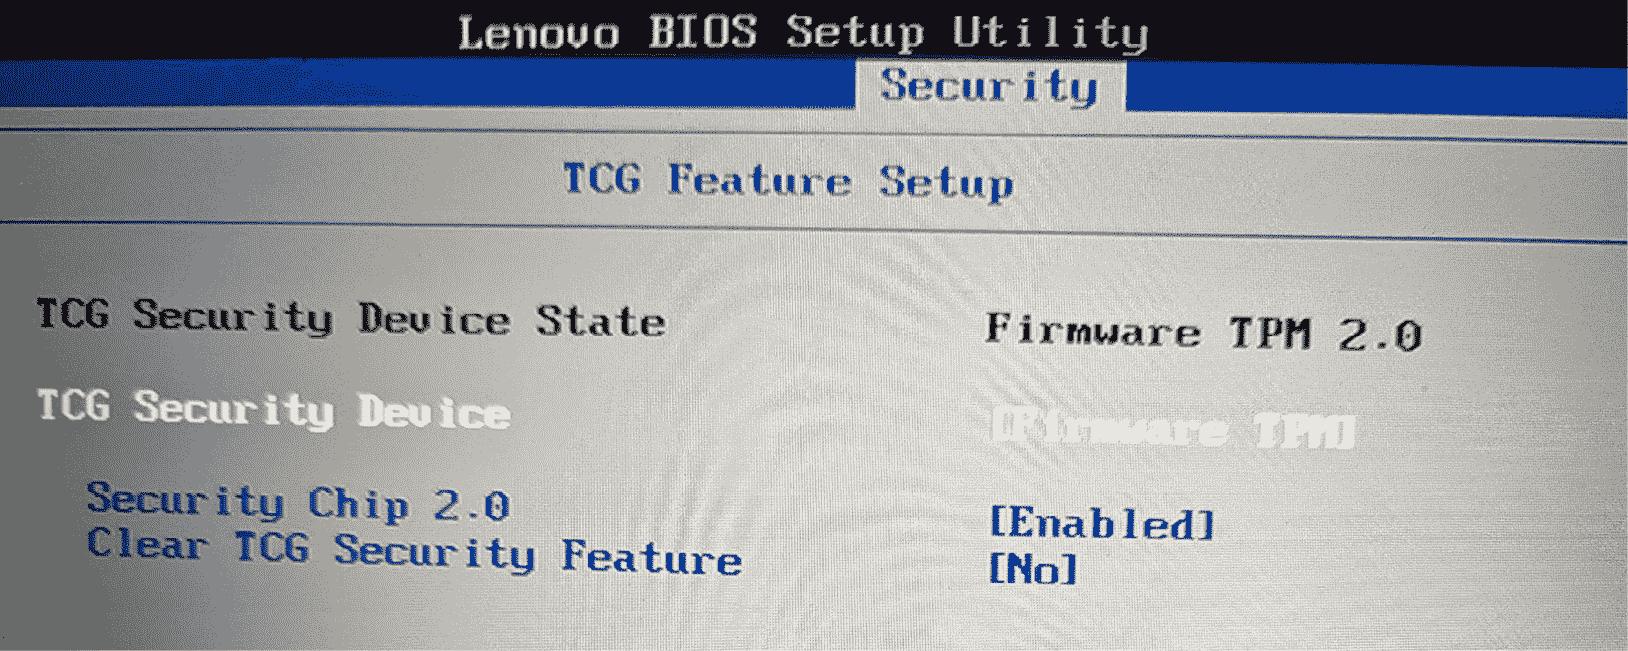 Lenovo BIOS Setup Utility
Security
TCG Feature Setup
TCG Security Device State Firmware TPM 2.0
TCG Security Device [Firmware TPM]
Security Chip 2.0 [Enabled]
Clear TCG Security Feature [No]